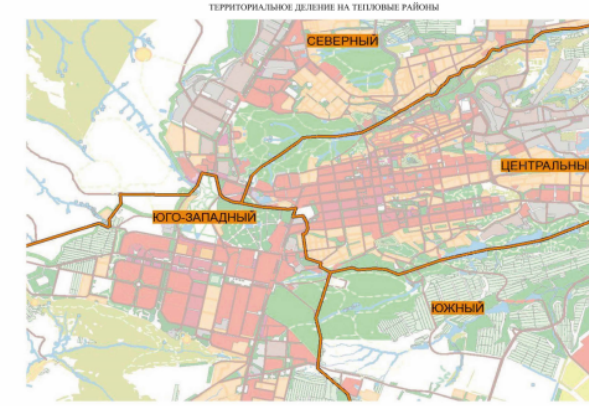 ТЕРРИТОРИАЛЬНОЕ ДЕЛЕНИЕ НА ТЕПЛОВЫЕ РАЙОНЫ
СЕВЕРНЫЙ
ЦЕНТРАЛЬНЫ
ЮГО-ЗАПАДНЫЙ
ЮЖНЫЙ